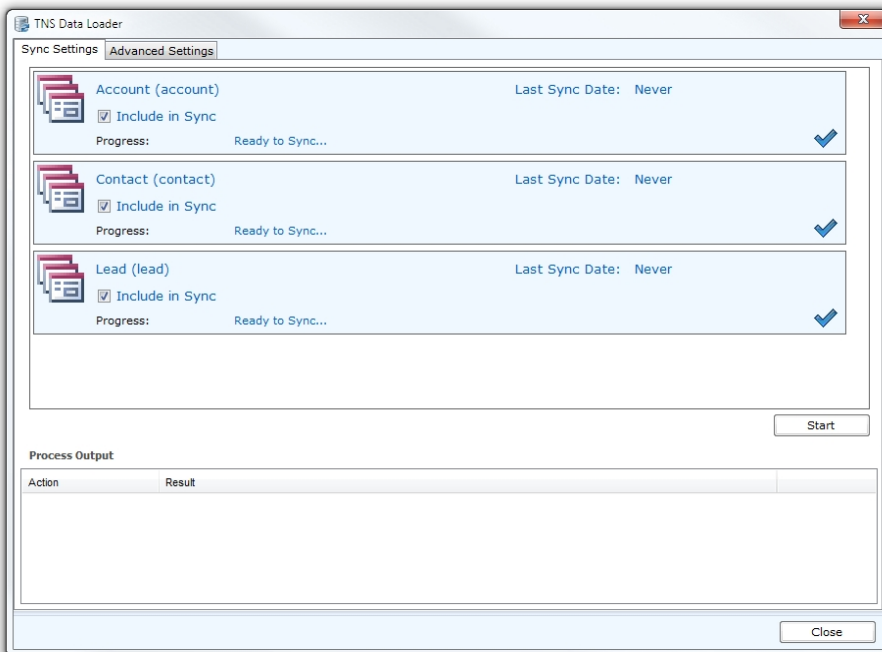 TNS Data Loader
Sync Settings Advanced Settings
Account (account) Last Sync Date: Never
Include in Sync
Progress: Ready to Sync...
Contact (contact) Last Sync Date: Never
Include in Sync
Progress: Ready to Sync...
Lead (lead) Last Sync Date: Never
Include in Sync
Progress: Ready to Sync...
Start
Process Output
Action Result
Close